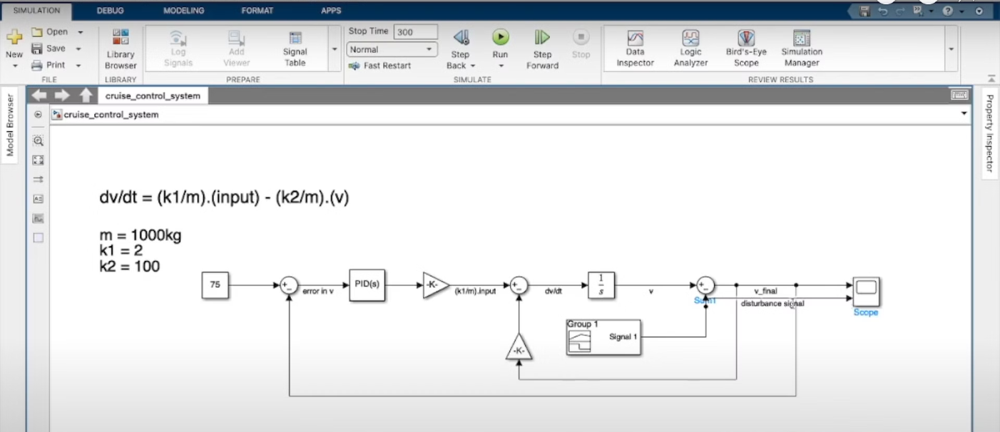 SIMULATION DEBUG MODELING FORMAT APPS
New
Open
Save
Print
FILE
Library
Browser
LIBRARY
Log
Signals
Add
Viewer
Signal
Table
PREPARE
Stop Time 300
Normal
Fast Restart
Step
Back
Run
Step
Forward
Stop
SIMULATE
Data
Inspector
Logic
Analyzer
Bird's-Eye
Scope
Simulation
Manager
REVIEW RESULTS
Model Browser
cruise_control_system
cruise_control_system
Property Inspector
dv/dt = (k1/m).(input) - (k2/m).(v)
m = 1000kg
k1 = 2
k2 = 100
75
+
−
error in v
PID(s)
-K-
(k1/m).input
+
−
dv/dt
1
s
v
+
−
Sum1
v_final
disturbance signal
Scope
Group 1
Signal 1
-K-